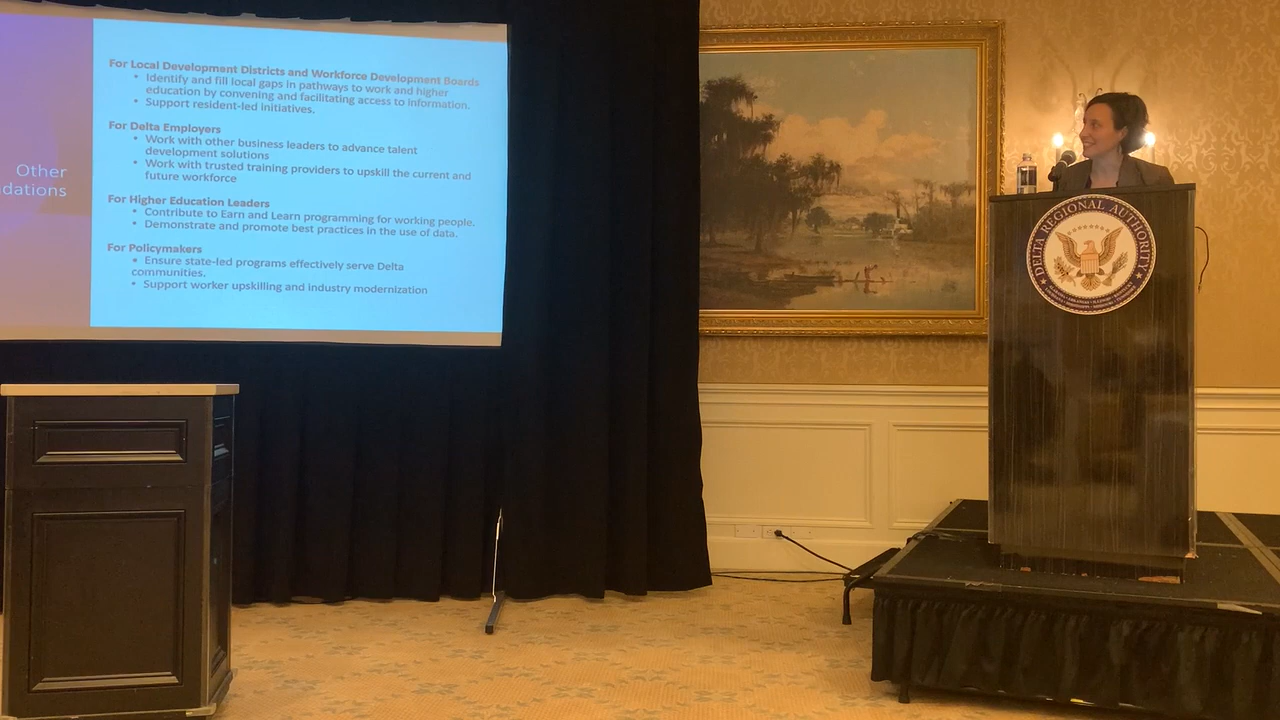 Other
dations
For Local Development Districts and Workforce Development Boards
• Identify and fill local gaps in pathways to work and higher
education by convening and facilitating access to information.
• Support resident-led initiatives.
For Delta Employers
• Work with other business leaders to advance talent
development solutions
• Work with trusted training providers to upskill the current and
future workforce
For Higher Education Leaders
• Contribute to Earn and Learn programming for working people.
• Demonstrate and promote best practices in the use of data.
For Policymakers
• Ensure state-led programs effectively serve Delta
communities.
• Support worker upskilling and industry modernization
DELTA REGIONAL AUTHORITY